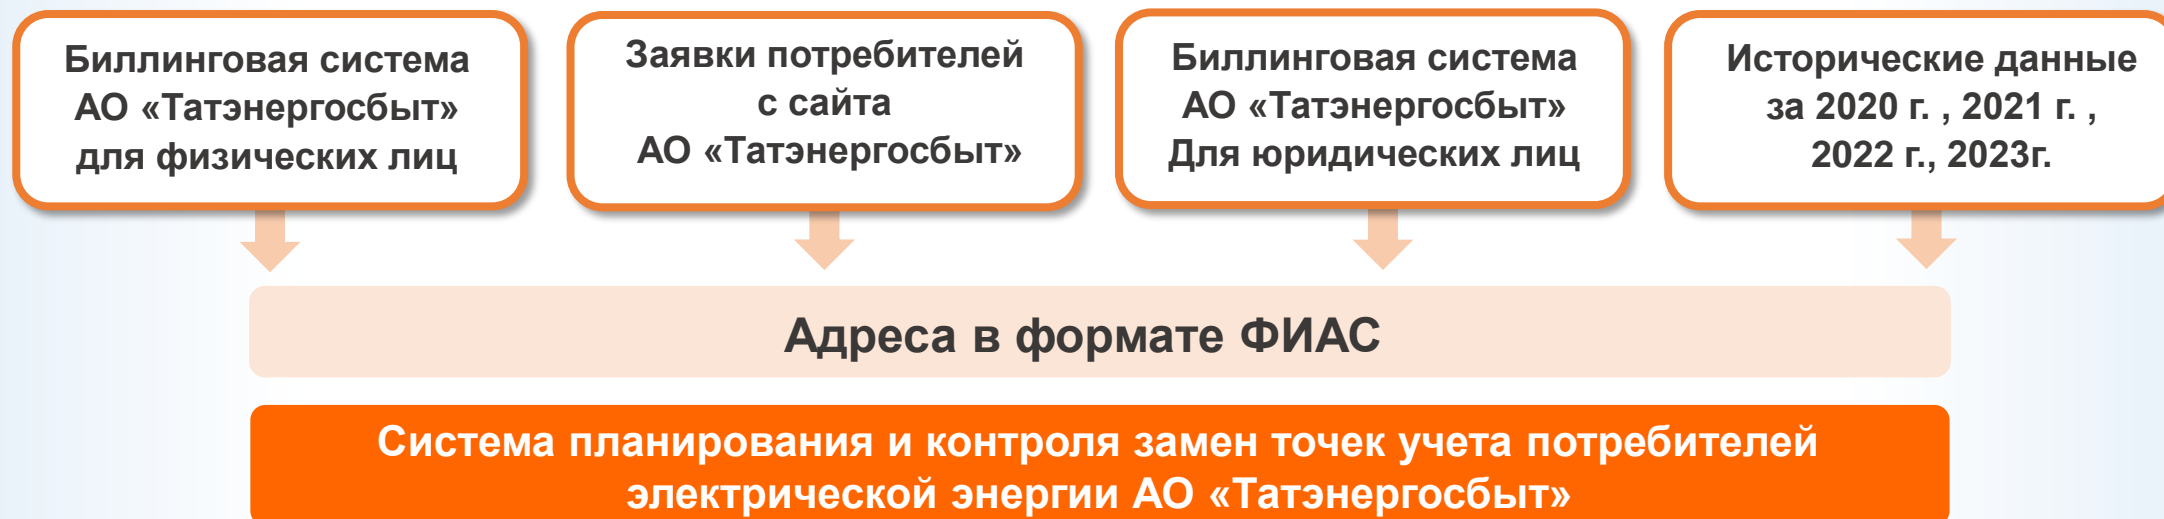 Биллинговая система
АО «Татэнергосбыт»
для физических лиц
Заявки потребителей
с сайта
АО «Татэнергосбыт»
Биллинговая система
АО «Татэнергосбыт»
Для юридических лиц
Исторические данные
за 2020 г. , 2021 г. ,
2022 г., 2023г.
Адреса в формате ФИАС
Система планирования и контроля замен точек учета потребителей
электрической энергии АО «Татэнергосбыт»